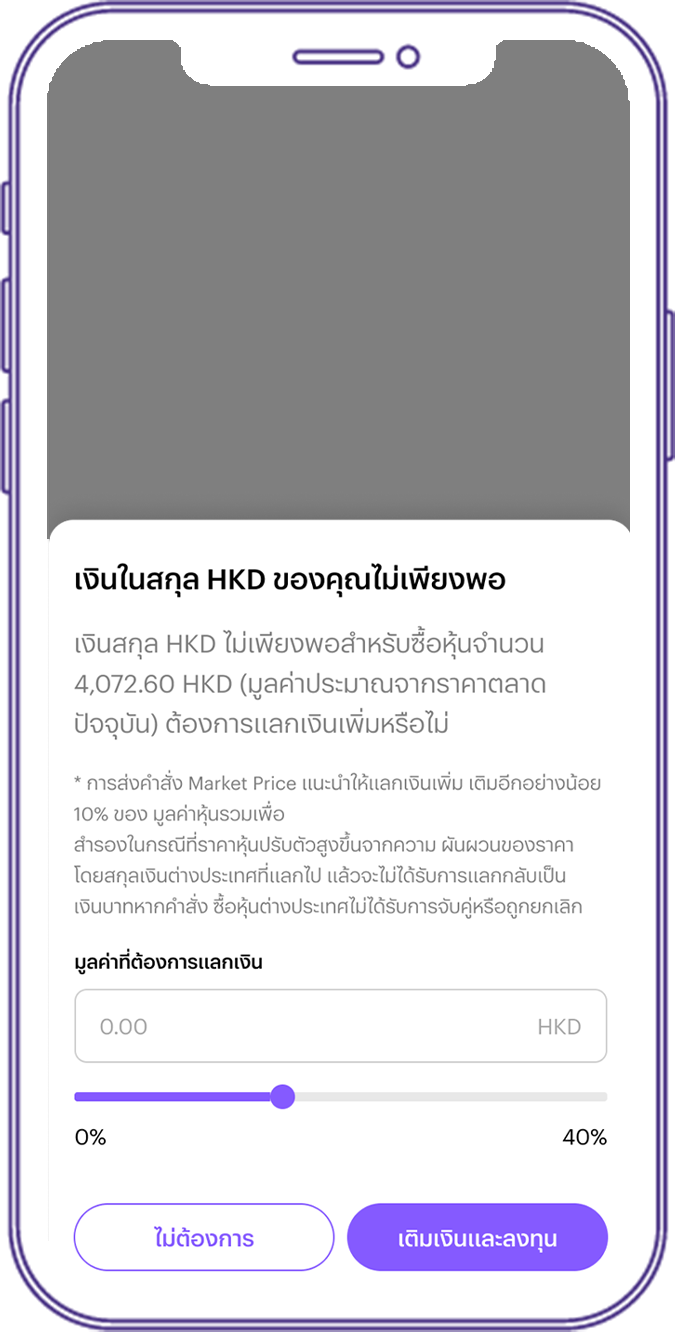 เงินในสกุล HKD ของคุณไม่เพียงพอ
เงินสกุล HKD ไม่เพียงพอสำหรับซื้อหุ้นจำนวน
4,072.60 HKD (มูลค่าประมาณจากราคาตลาด
ปัจจุบัน) ต้องการแลกเงินเพิ่มหรือไม่
* การส่งคำสั่ง Market Price แนะนำให้แลกเงินเพิ่ม เติมอีกอย่างน้อย
10% ของ มูลค่าหุ้นรวมเพื่อ
สำรองในกรณีที่ราคาหุ้นปรับตัวสูงขึ้นจากความ ผันผวนของราคา
โดยสกุลเงินต่างประเทศที่แลกไป แล้วจะไม่ได้รับการแลกกลับเป็น
เงินบาทหากคำสั่ง ซื้อหุ้นต่างประเทศไม่ได้รับการจับคู่หรือถูกยกเลิก
มูลค่าที่ต้องการแลกเงิน
0.00 HKD
0% 40%
ไม่ต้องการ เติมเงินและลงทุน